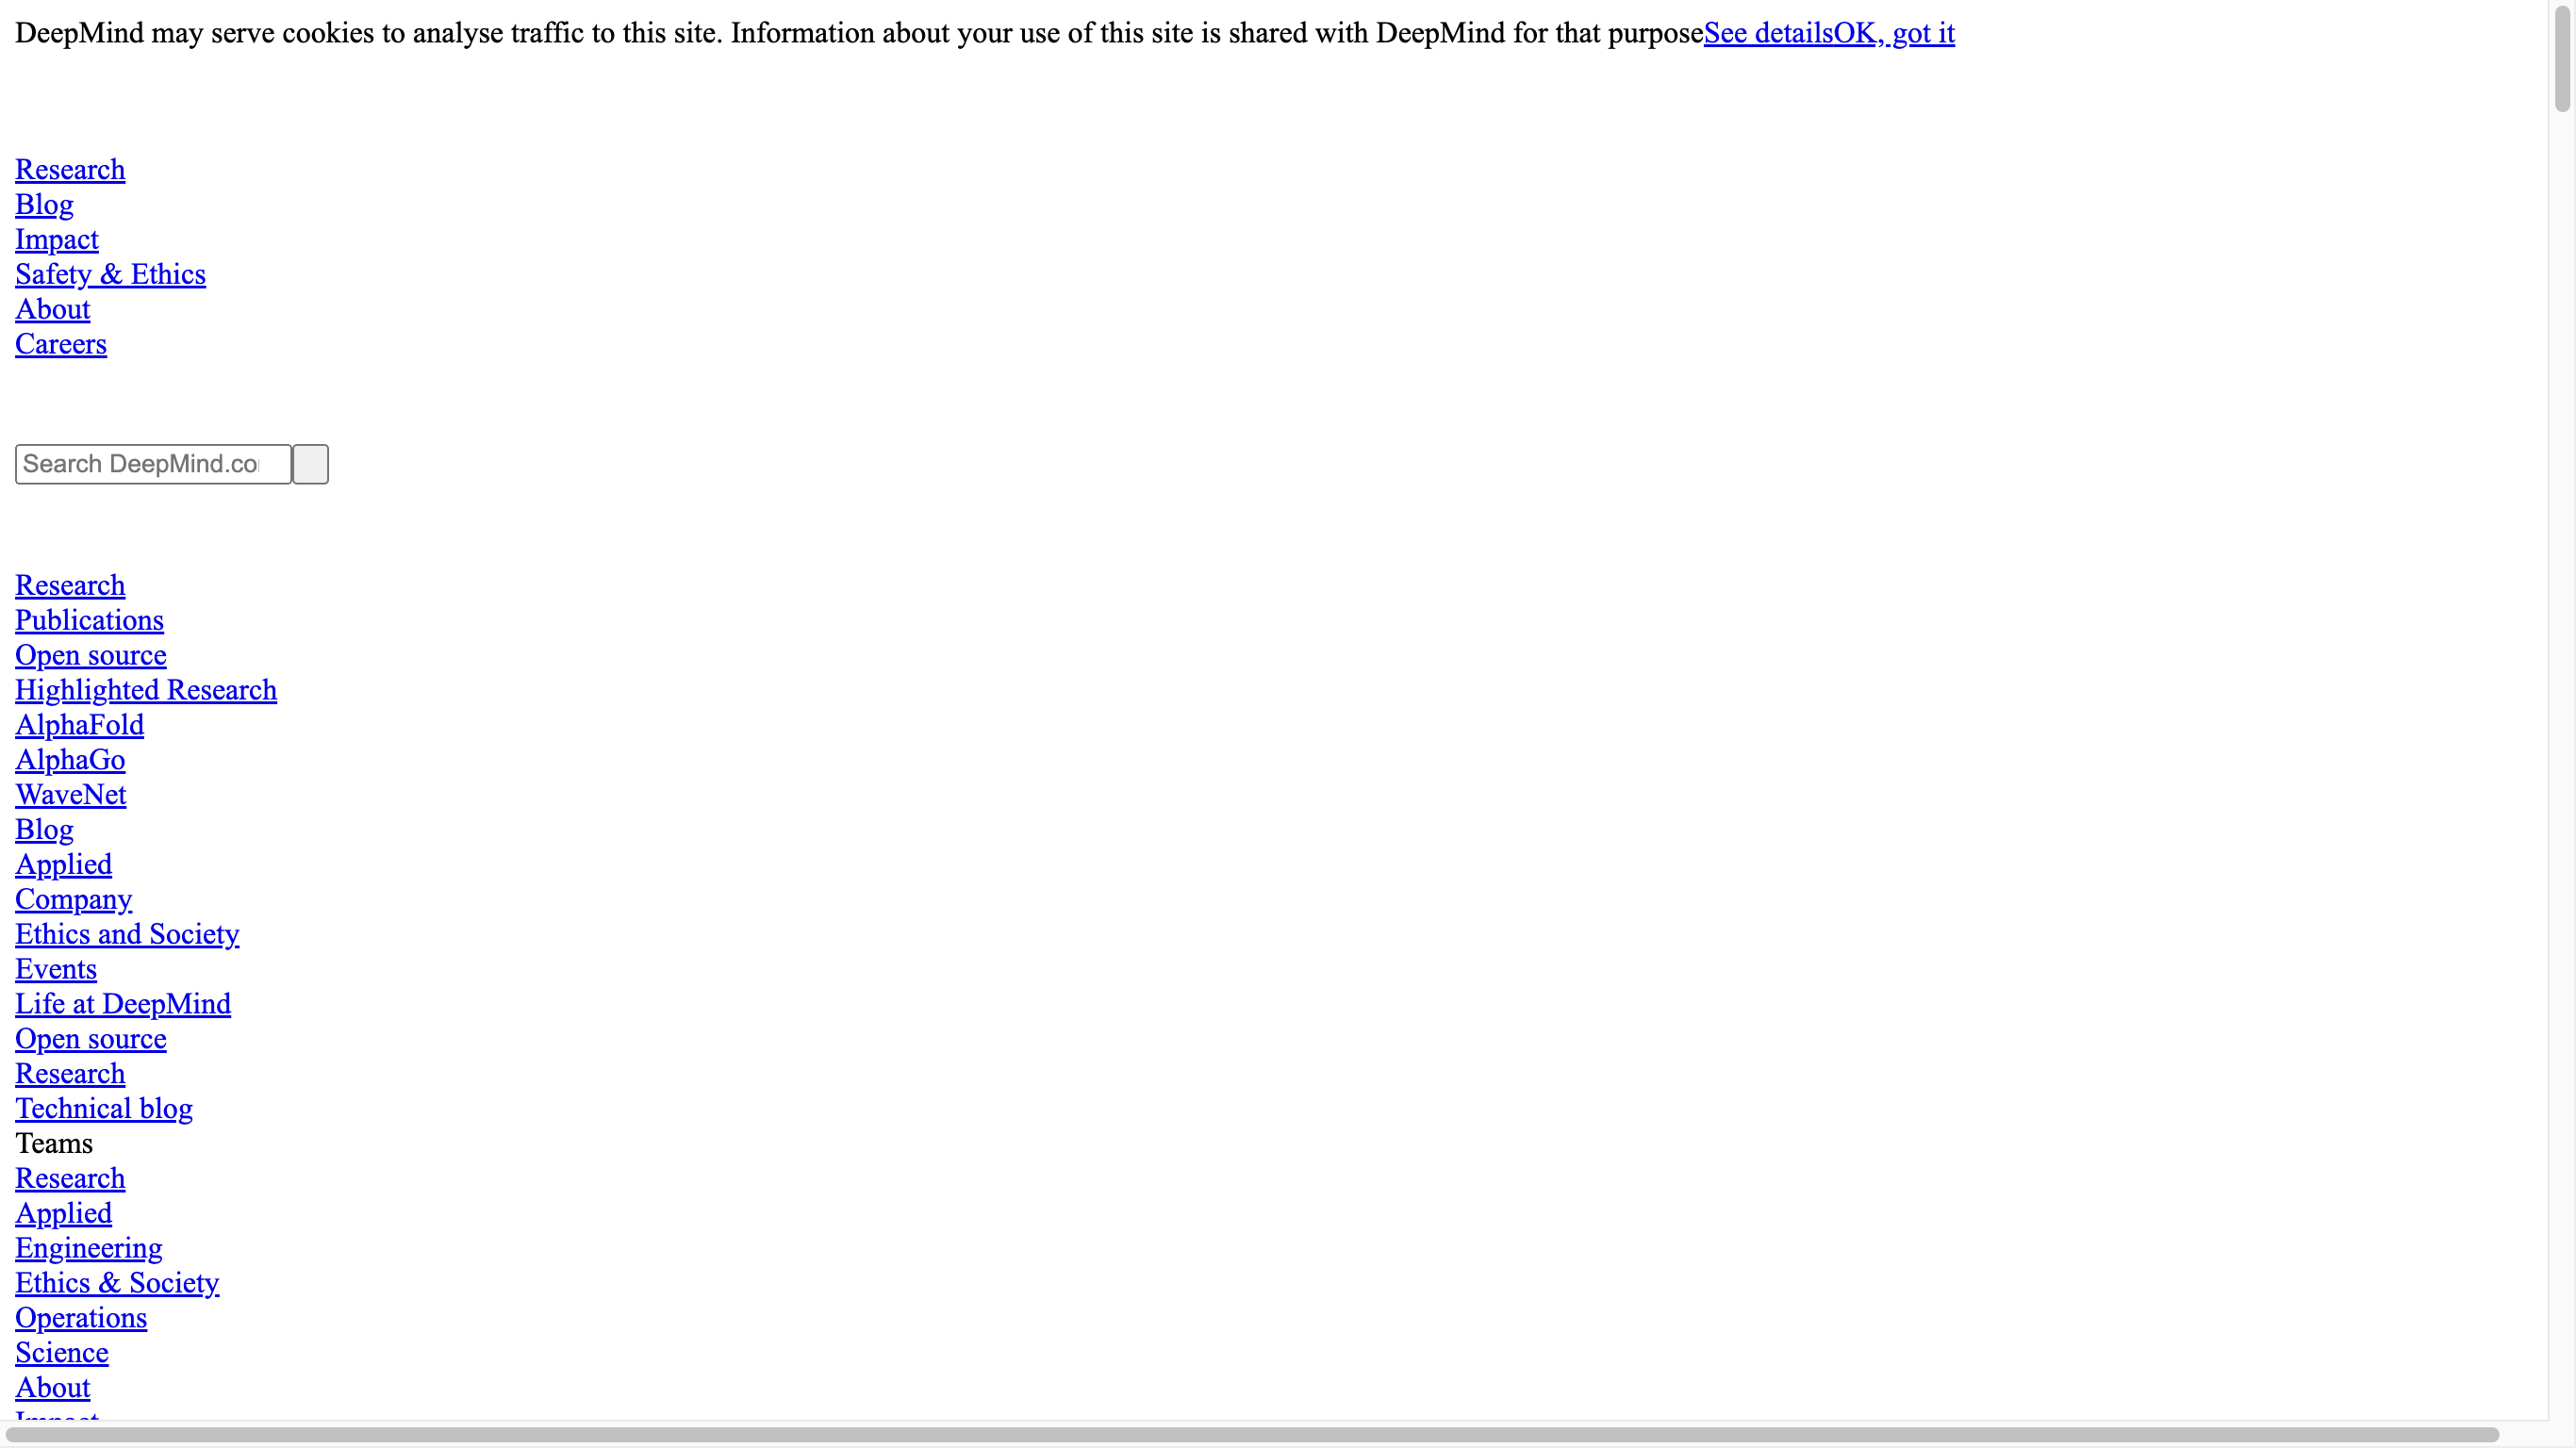 DeepMind may serve cookies to analyse traffic to this site. Information about your use of this site is shared with DeepMind for that purposeSee detailsOK, got it
Research
Blog
Impact
Safety & Ethics
About
Careers
Search DeepMind.co
Research
Publications
Open source
Highlighted Research
AlphaFold
AlphaGo
WaveNet
Blog
Applied
Company
Ethics and Society
Events
Life at DeepMind
Open source
Research
Technical blog
Teams
Research
Applied
Engineering
Ethics & Society
Operations
Science
About